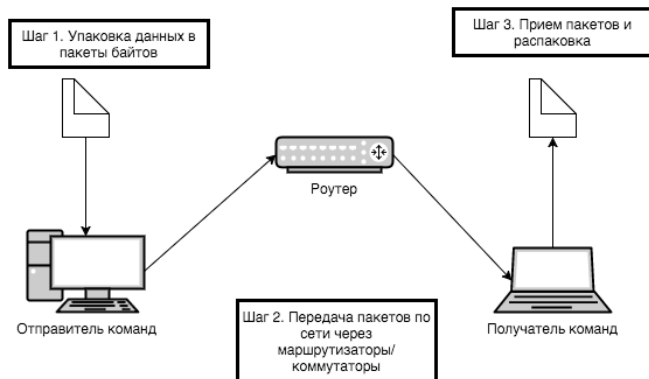 Шаг 1. Упаковка данных в
пакеты байтов
Шаг 3. Прием пакетов и
распаковка
Роутер
Отправитель команд
Шаг 2. Передача пакетов по
сети через
маршрутизаторы/
коммутаторы
Получатель команд